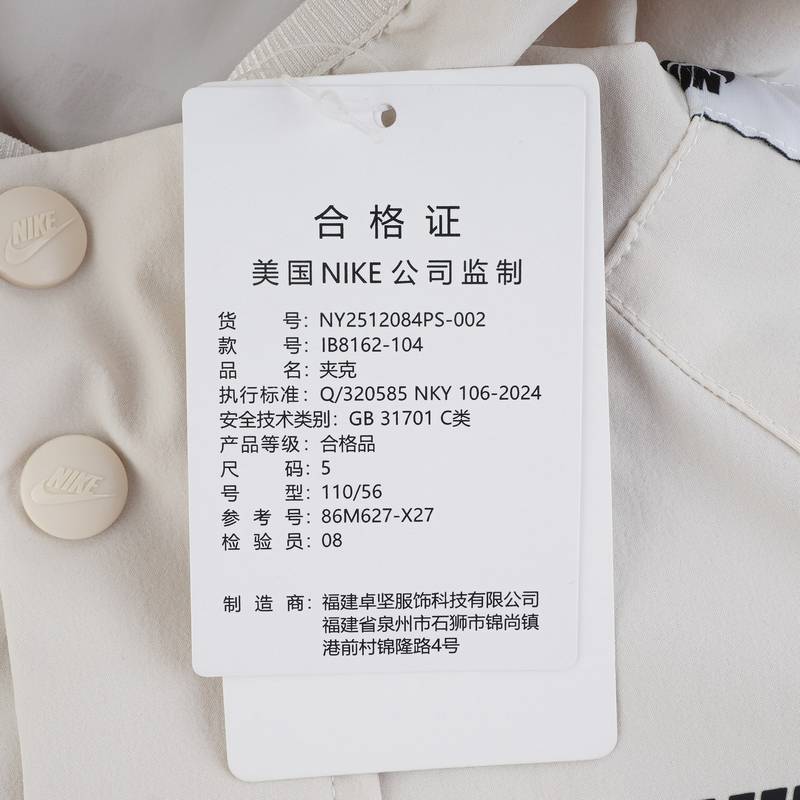 合格证
美国NIKE公司监制
货号：NY2512084PS-002
款号：IB8162-104
品名：夹克
执行标准：Q/320585 NKY 106-2024
安全技术类别：GB 31701 C类
产品等级：合格品
尺码：5
号型：110/56
参考号：86M627-X27
检验员：08
制造商：福建卓坚服饰科技有限公司
福建省泉州市石狮市锦尚镇
港前村锦隆路4号
NIKE
NIKE